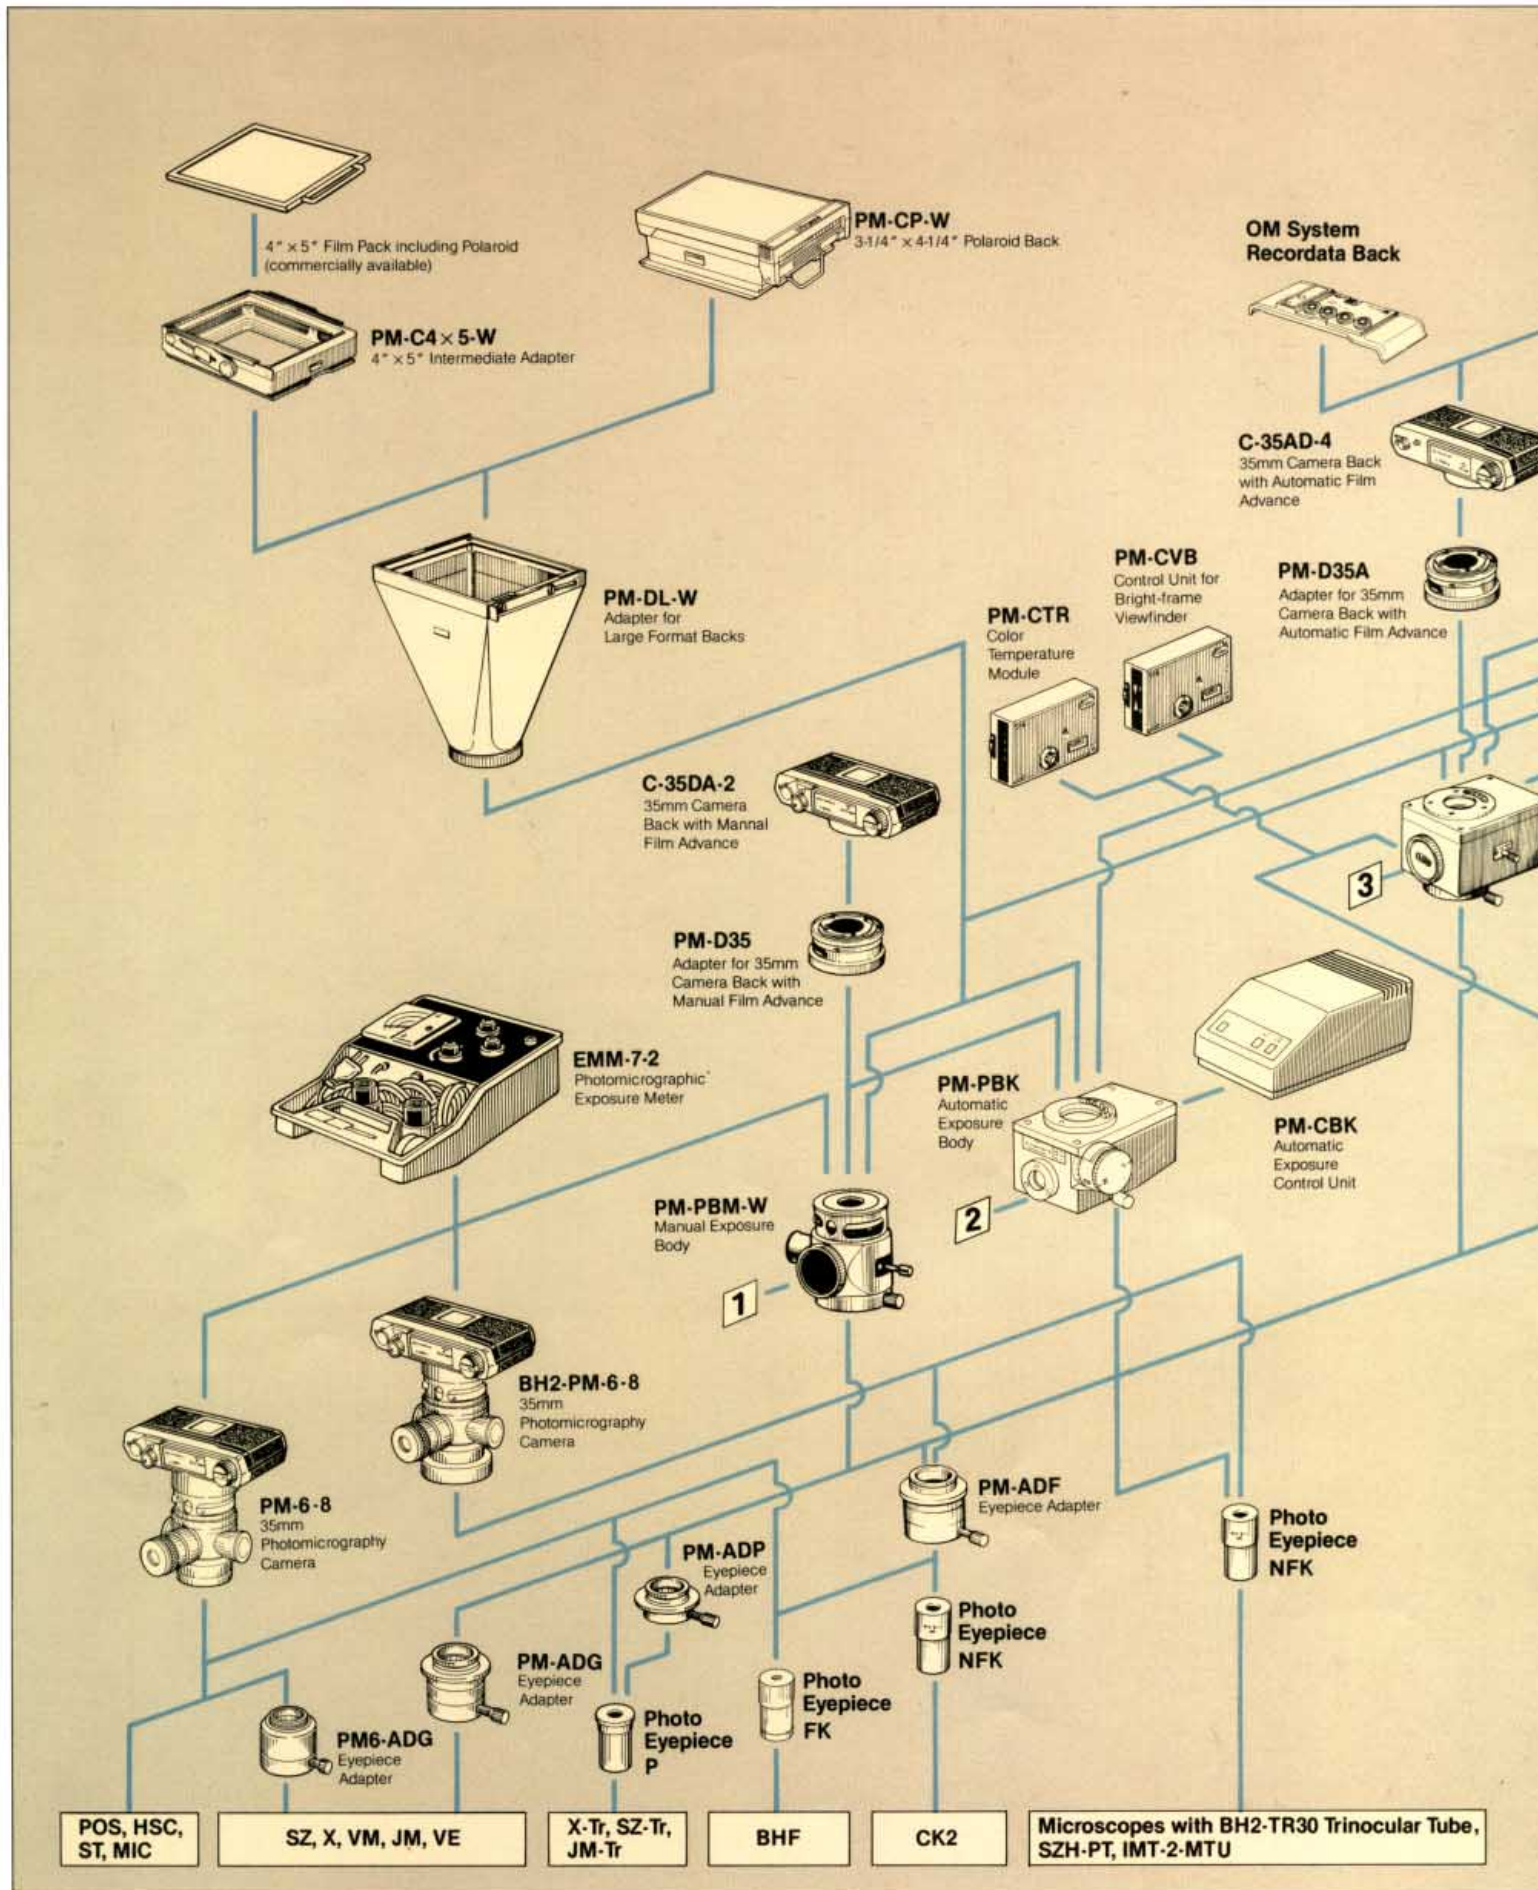 4" × 5" Film Pack including Polaroid
(commercially available)
PM-C4×5-W
4" × 5" Intermediate Adapter
PM-CP-W
3-1/4" × 4-1/4" Polaroid Back
OM System
Recordata Back
C-35AD-4
35mm Camera Back
with Automatic Film
Advance
PM-D35A
Adapter for 35mm
Camera Back with
Automatic Film Advance
PM-CVB
Control Unit for
Bright-frame
Viewfinder
PM-CTR
Color
Temperature
Module
PM-DL-W
Adapter for
Large Format Backs
C-35DA-2
35mm Camera
Back with Mannal
Film Advance
3
PM-D35
Adapter for 35mm
Camera Back with
Manual Film Advance
EMM-7-2
Photomicrographic
Exposure Meter
PM-PBK
Automatic
Exposure
Body
PM-CBK
Automatic
Exposure
Control Unit
2
PM-PBM-W
Manual Exposure
Body
1
BH2-PM-6-8
35mm
Photomicrography
Camera
PM-6-8
35mm
Photomicrography
Camera
PM-ADF
Eyepiece Adapter
Photo
Eyepiece
NFK
PM-ADP
Eyepiece
Adapter
Photo
Eyepiece
NFK
PM-ADG
Eyepiece
Adapter
Photo
Eyepiece
FK
Photo
Eyepiece
P
PM6-ADG
Eyepiece
Adapter
POS, HSC,
ST, MIC
SZ, X, VM, JM, VE
X-Tr, SZ-Tr,
JM-Tr
BHF
CK2
Microscopes with BH2-TR30 Trinocular Tube,
SZH-PT, IMT-2-MTU